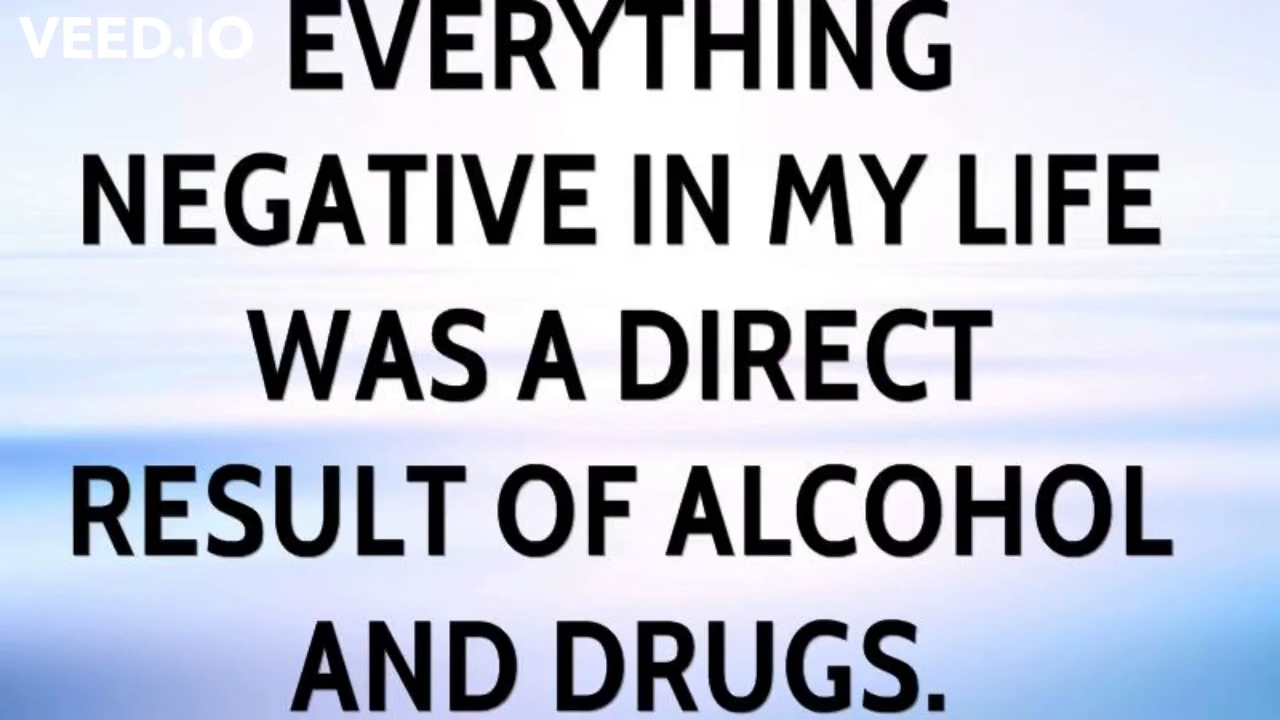 VEED.IO
EVERYTHING
NEGATIVE IN MY LIFE
WAS A DIRECT
RESULT OF ALCOHOL
AND DRUGS.